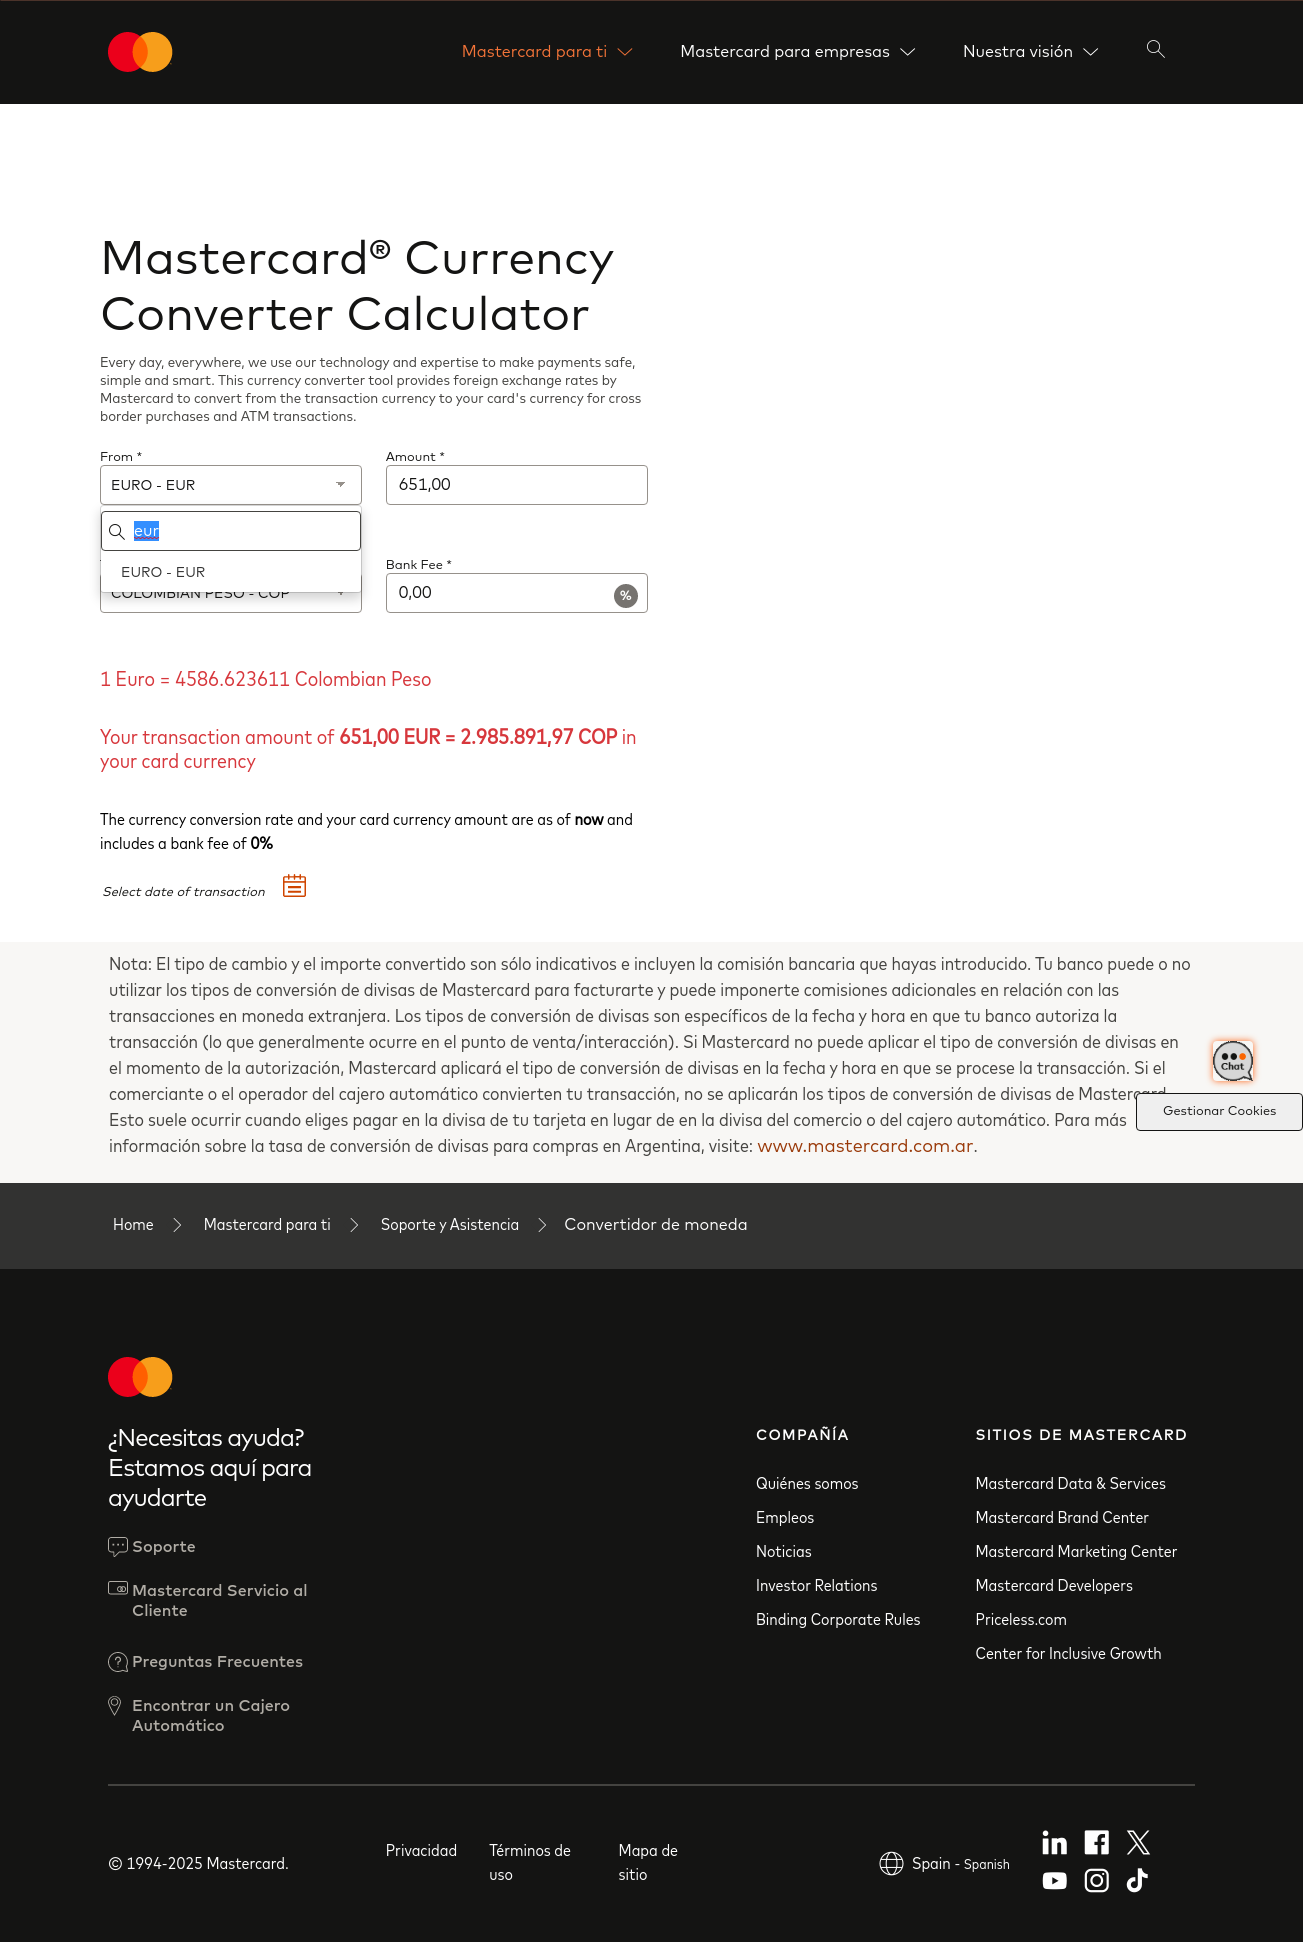 Mastercard para ti
Mastercard para empresas
Nuestra visión
Mastercard® Currency
Converter Calculator
Every day, everywhere, we use our technology and expertise to make payments safe,
simple and smart. This currency converter tool provides foreign exchange rates by
Mastercard to convert from the transaction currency to your card's currency for cross
border purchases and ATM transactions.
From *
Amount *
EURO - EUR
651,00
eur
EURO - EUR
Bank Fee *
COLOMBIAN PESO - COP
0,00
%
1 Euro = 4586.623611 Colombian Peso
Your transaction amount of 651,00 EUR = 2.985.891,97 COP in
your card currency
The currency conversion rate and your card currency amount are as of now and
includes a bank fee of 0%
Select date of transaction
Nota: El tipo de cambio y el importe convertido son sólo indicativos e incluyen la comisión bancaria que hayas introducido. Tu banco puede o no
utilizar los tipos de conversión de divisas de Mastercard para facturarte y puede imponerte comisiones adicionales en relación con las
transacciones en moneda extranjera. Los tipos de conversión de divisas son específicos de la fecha y hora en que tu banco autoriza la
transacción (lo que generalmente ocurre en el punto de venta/interacción). Si Mastercard no puede aplicar el tipo de conversión de divisas en
el momento de la autorización, Mastercard aplicará el tipo de conversión de divisas en la fecha y hora en que se procese la transacción. Si el
comerciante o el operador del cajero automático convierten tu transacción, no se aplicarán los tipos de conversión de divisas de Mastercard.
Esto suele ocurrir cuando eliges pagar en la divisa de tu tarjeta en lugar de en la divisa del comercio o del cajero automático. Para más
información sobre la tasa de conversión de divisas para compras en Argentina, visite: www.mastercard.com.ar.
Chat
Gestionar Cookies
Home
Mastercard para ti
Soporte y Asistencia
Convertidor de moneda
¿Necesitas ayuda?
Estamos aquí para
ayudarte
Soporte
Mastercard Servicio al
Cliente
Preguntas Frecuentes
Encontrar un Cajero
Automático
COMPAÑÍA
Quiénes somos
Empleos
Noticias
Investor Relations
Binding Corporate Rules
SITIOS DE MASTERCARD
Mastercard Data & Services
Mastercard Brand Center
Mastercard Marketing Center
Mastercard Developers
Priceless.com
Center for Inclusive Growth
© 1994-2025 Mastercard.
Privacidad
Términos de
uso
Mapa de
sitio
Spain - Spanish